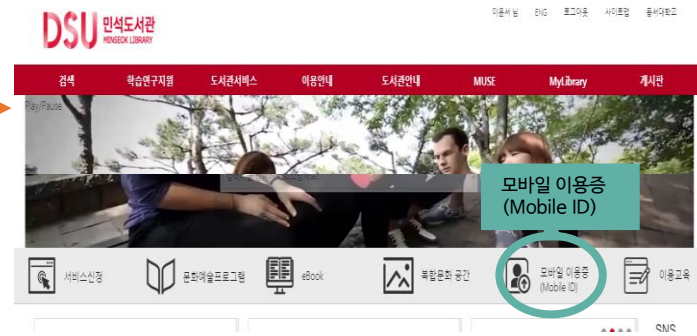 DSU 민석도서관
MINSEOK LIBRARY
이윤서 님 ENG 로그아웃 사이트맵 동서대학교
검색 학습연구지원 도서관서비스 이용안내 도서관안내 MUSE MyLibrary 게시판
Play/Pause
모바일 이용증
(Mobile ID)
서비스신청 문화예술프로그램 eBook 복합문화 공간 모바일 이용증 이용교육
(Mobile ID)
SNS